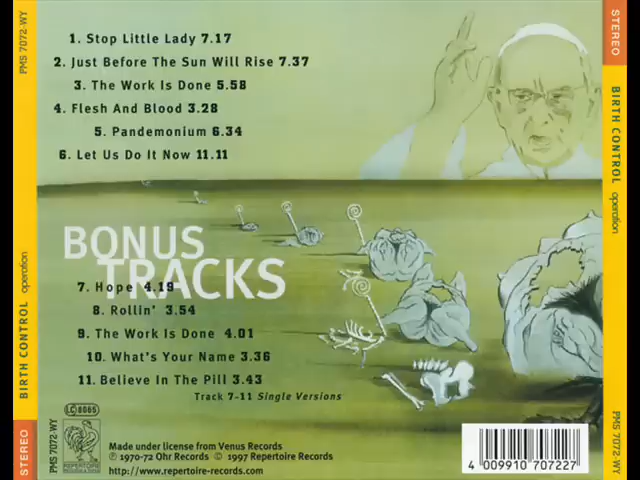 1. Stop Little Lady 7.17
2. Just Before The Sun Will Rise 7.37
3. The Work Is Done 5.58
4. Flesh And Blood 3.28
5. Pandemonium 6.34
6. Let Us Do It Now 11.11
BONUS
TRACKS
7. Hope 4.19
8. Rollin' 3.54
9. The Work Is Done 4.01
10. What's Your Name 3.36
11. Believe In The Pill 3.43
Track 7-11 Single Versions
LC 8065
REPERTOIRE
Made under license from Venus Records
℗ 1970-72 Ohr Records © 1997 Repertoire Records
http://www.repertoire-records.com
4 009910 707227
PMS 7072-WY
BIRTH CONTROL operation
STEREO
PMS 7072-WY
STEREO
BIRTH CONTROL operation
PMS 7072-WY